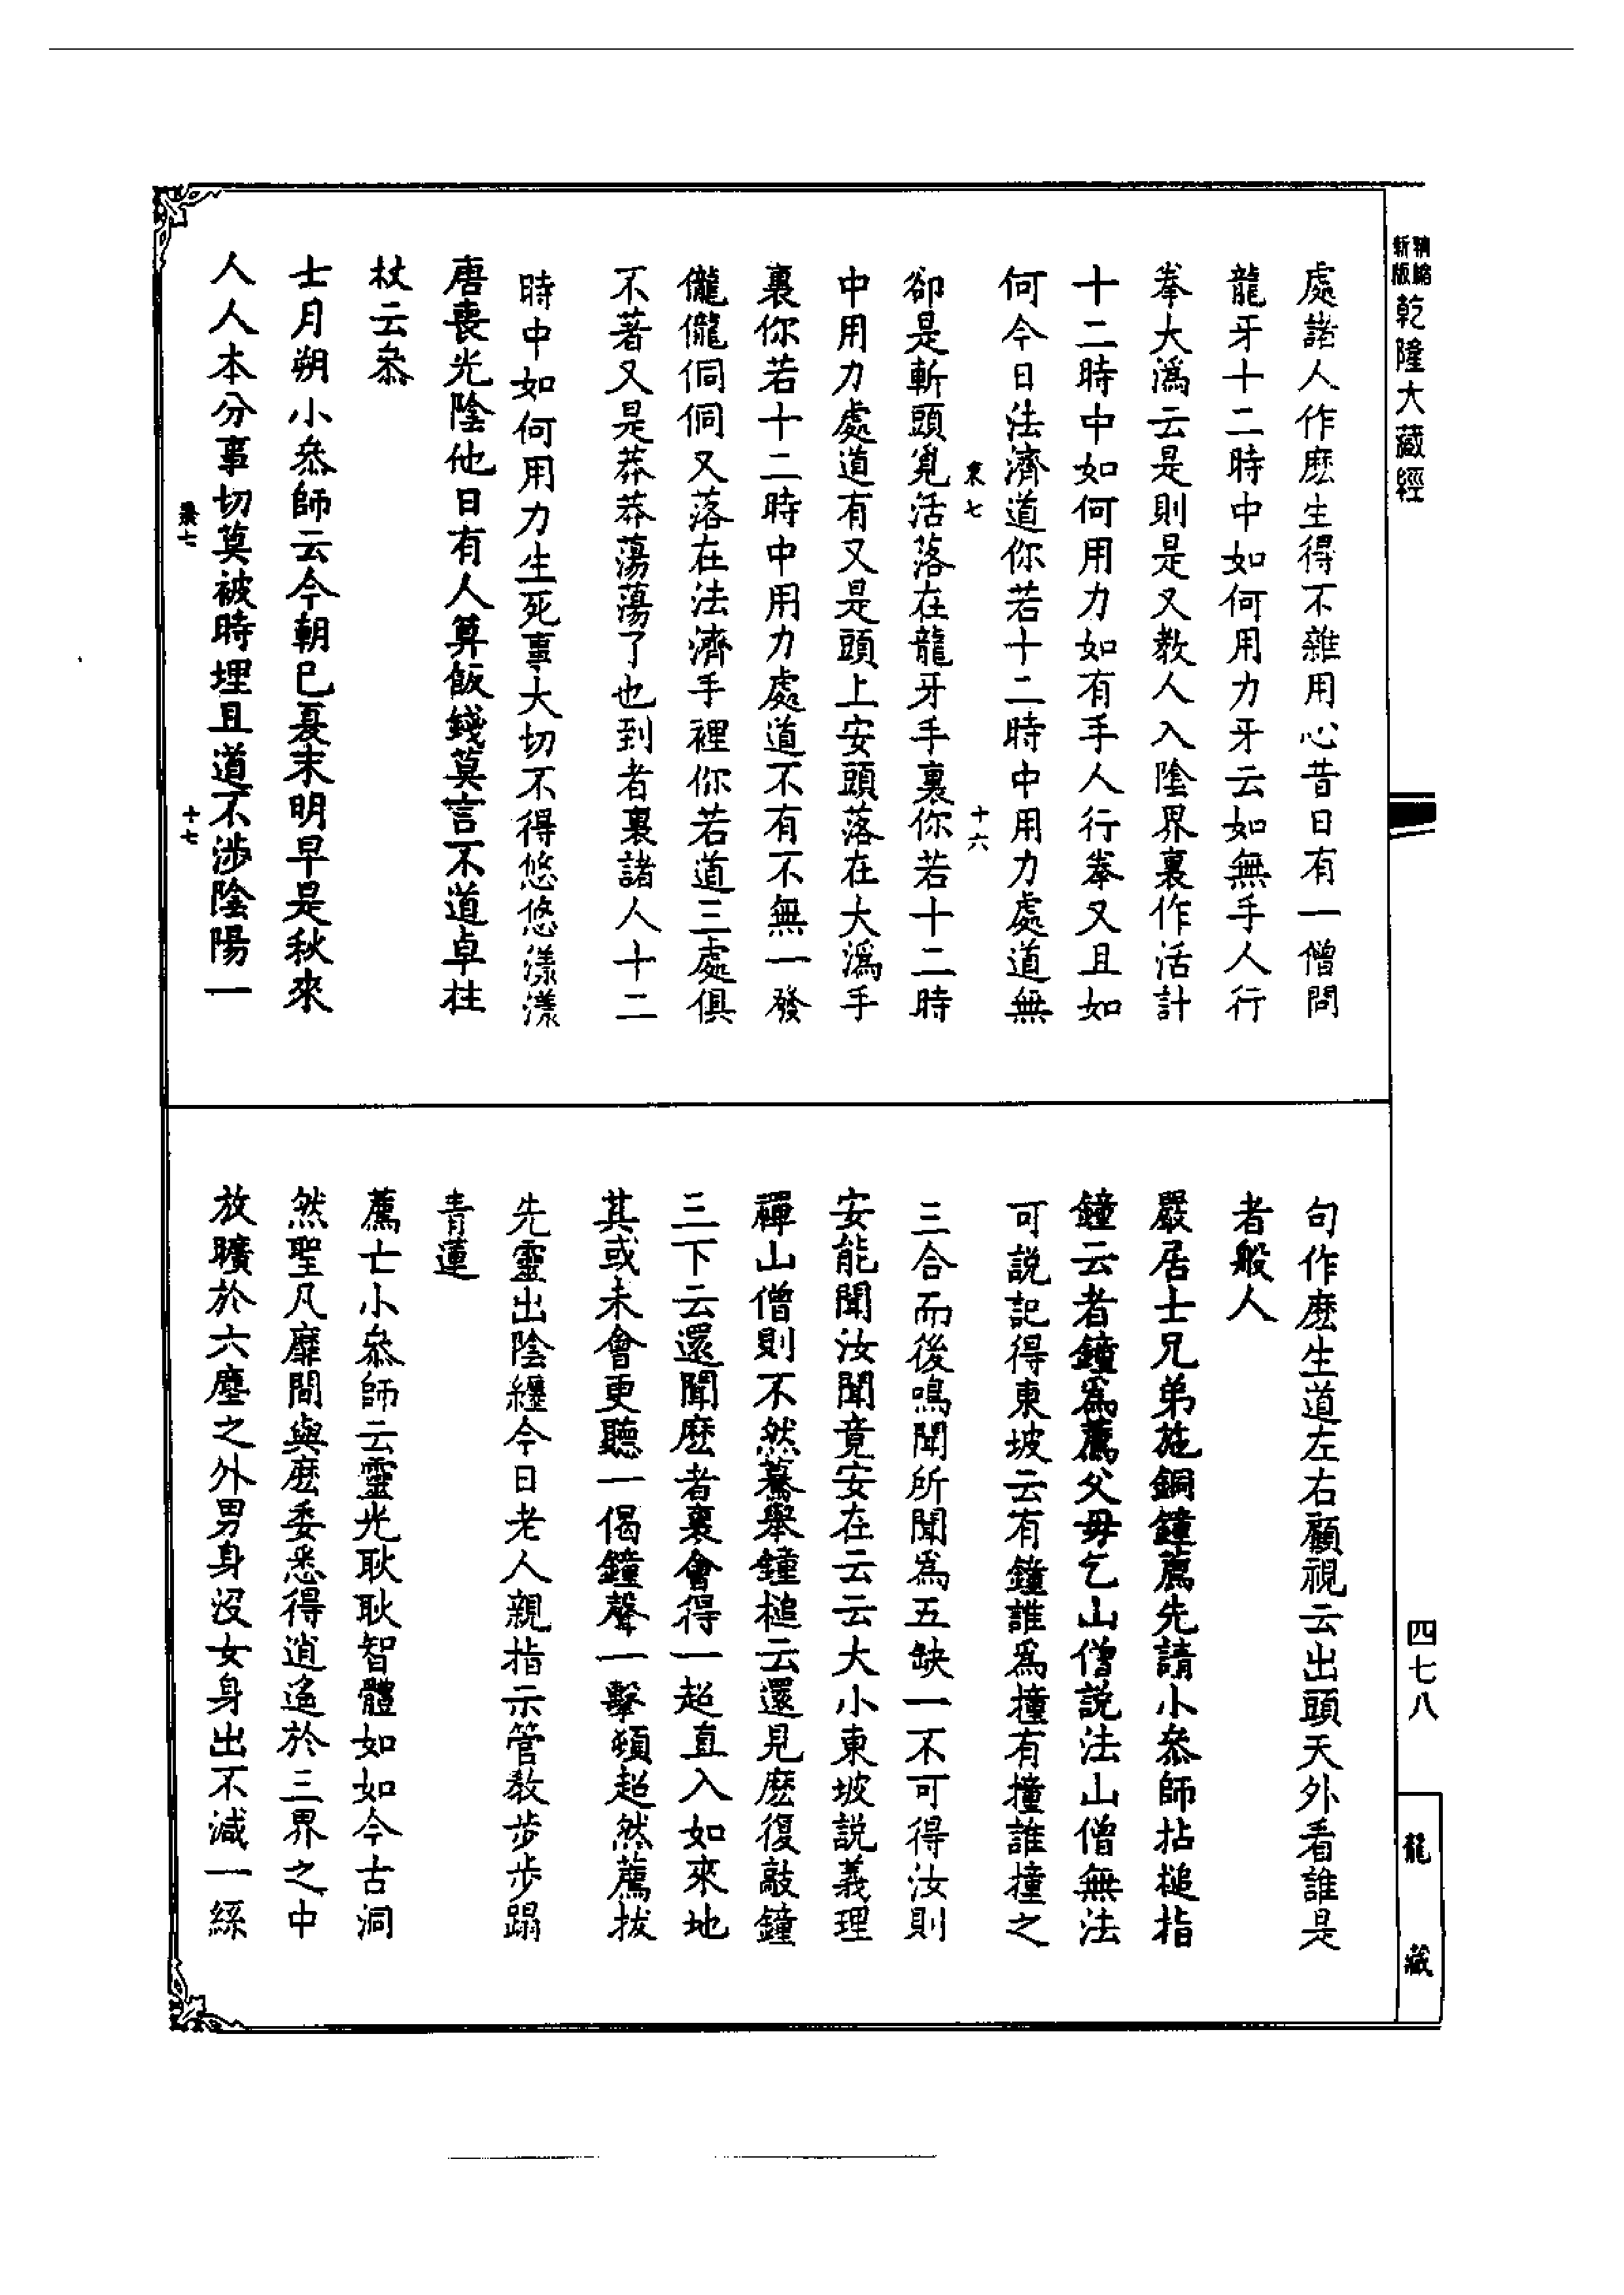 新版精縮乾隆大藏經
處諸人作麽生得不雜用心昔日有一僧問
龍牙十二時中如何用力牙云如無手人行
拳大潙云是則是又教人入陰界裏作活計
十二時中如何用力如有手人行拳又且如
何今日法濟道你若十二時中用力處道無
七
十六
卻是斬頭覓活落在龍牙手裏你若十二時
中用力處道有又是頭上安頭落在大潙手
裏你若十二時中用力處道不有不無一發
儱儱侗侗又落在法濟手裡你若道三處俱
不著又是莽莽蕩蕩了也到者裏諸人十二
時中如何用力生死事大切不得悠悠漾漾
唐喪光陰他日有人算飯錢莫言不道卓拄
杖云叅
士月朔小叅師云今朝巳夏末明早是秋來
人人本分事切莫被時埋且道不涉陰陽一
七
十七
句作麽生道左右顧視云出頭天外看誰是
者般人
嚴居士兄弟施銅鐘薦先請小叅師拈槌指
鐘云者鐘爲薦父毋乞山僧説法山僧無法
可説記得東坡云有鐘誰爲撞有撞誰撞之
三合而後鳴聞所聞爲五缺一不可得汝則
安能聞汝聞竟安在云云大小東坡説義理
禪山僧則不然驀舉鐘槌云還見麽復敲鐘
三下云還聞麽者裏會得一超直入如來地
其或未會更聽一偈鐘聲一擊頓超然薦拔
先靈出陰纏今日老人親指示管教步步蹋
青蓮
薦亡小叅師云靈光耿耿智體如如今古洞
然聖凡靡間與麽委悉得逍遙於三界之中
放曠於六塵之外男身沒女身出不減一絲
四七八
龍藏